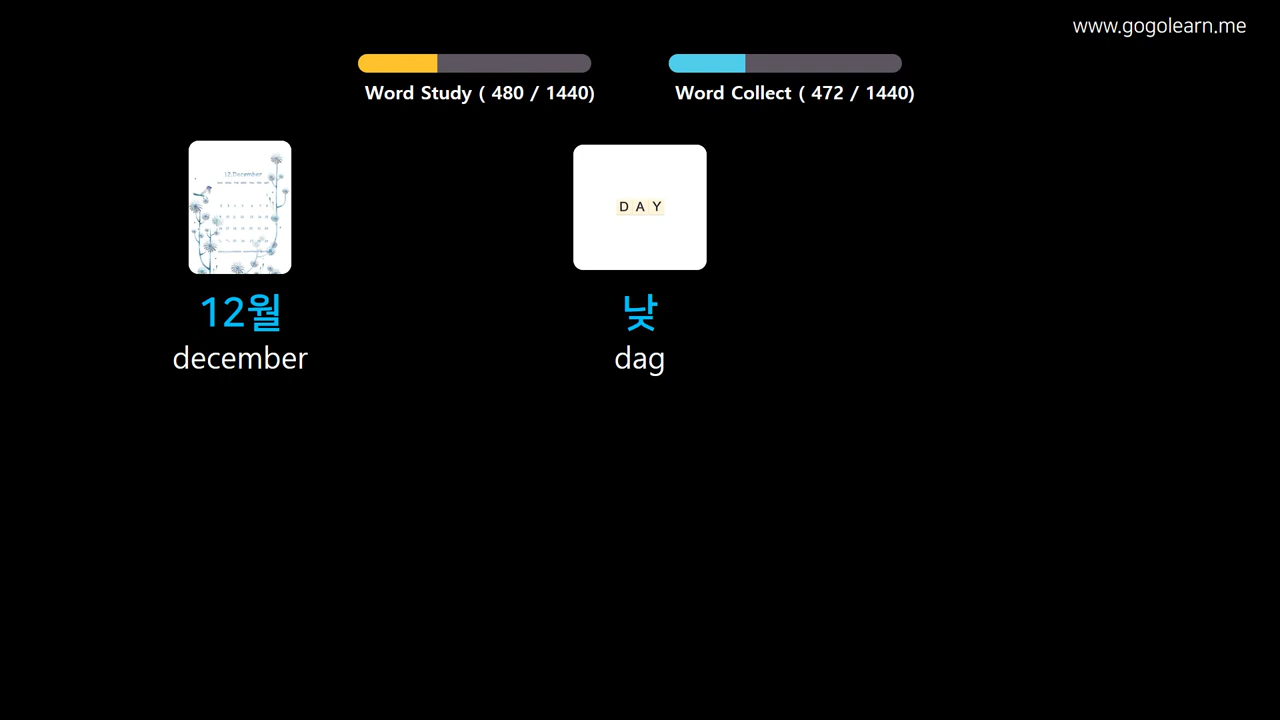 www.gogolearn.me
Word Study ( 480 / 1440)
Word Collect ( 472 / 1440)
12.December
DAY
12월
낮
december
dag